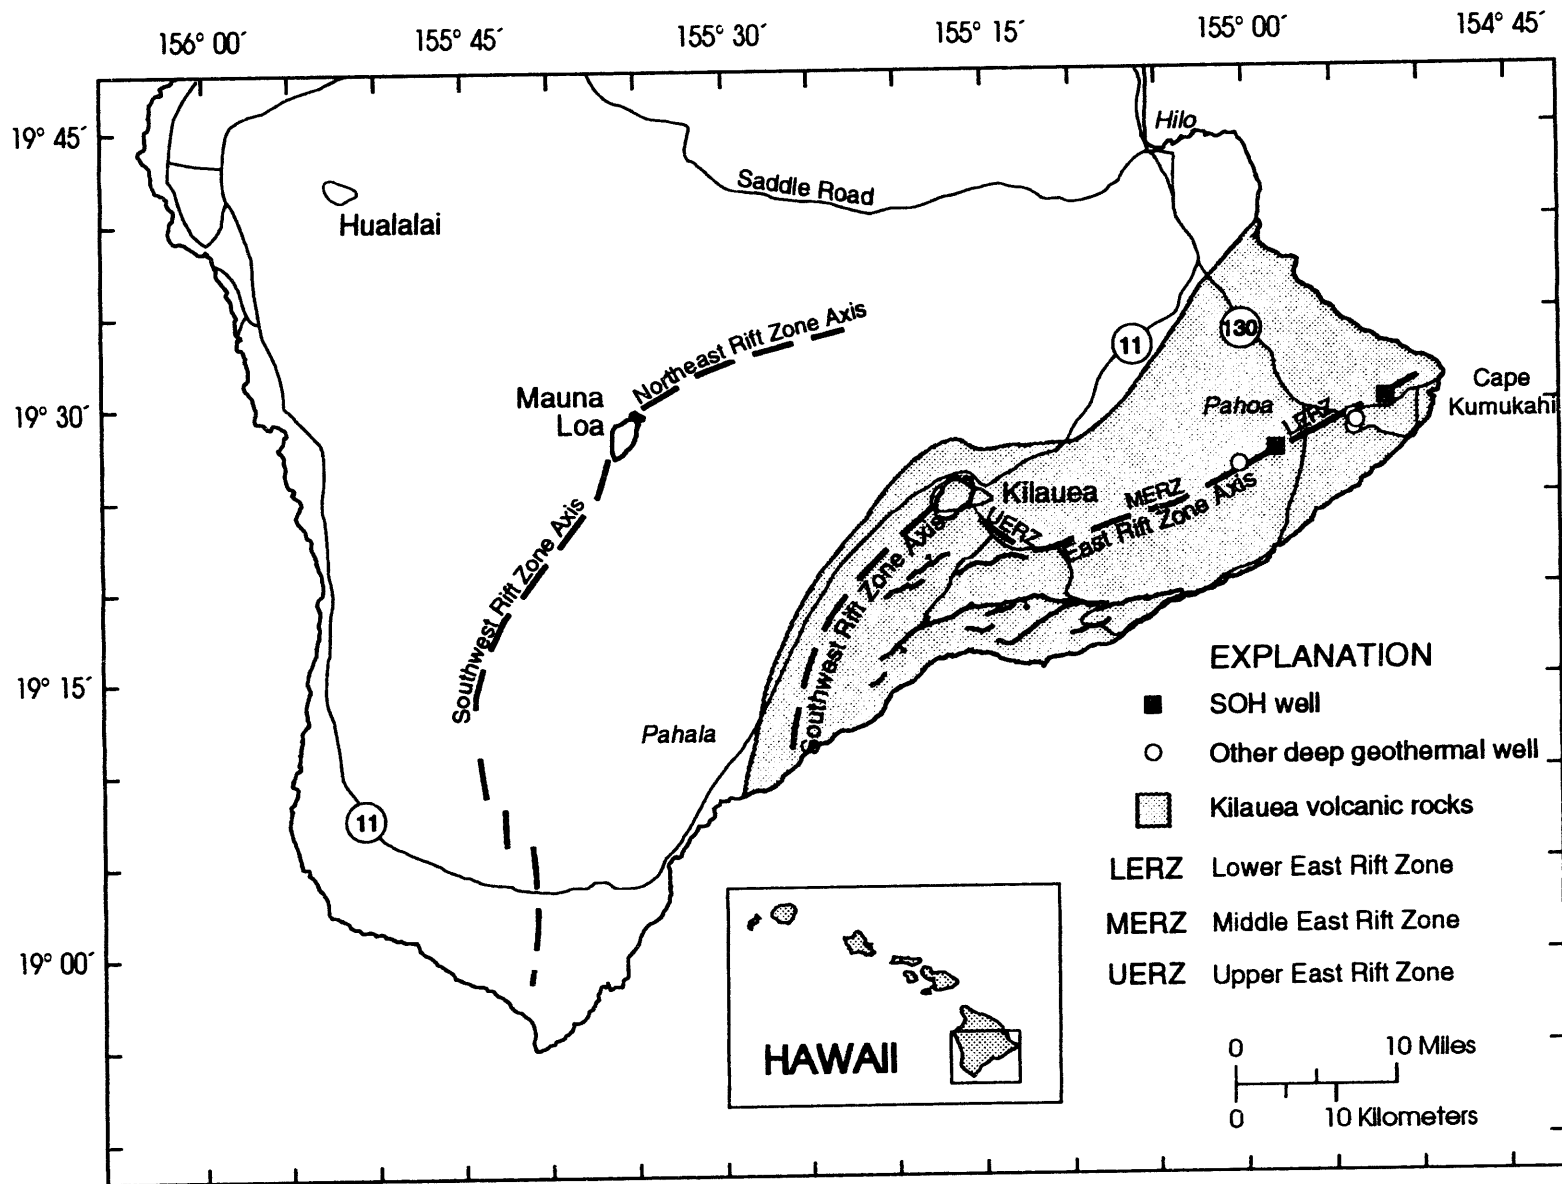 156° 00´ 155° 45´ 155° 30´ 155° 15´ 155° 00´ 154° 45´
19° 45´
Hilo
Saddle Road
Hualalai
Northeast Rift Zone Axis
11
130
Mauna
Loa
19° 30´
Cape
Kumukahi
Pahoa
LERZ
Kilauea
MERZ
East Rift Zone Axis
UERZ
Southwest Rift Zone Axis
Southwest Rift Zone Axis
19° 15´
Pahala
11
19° 00´
EXPLANATION
SOH well
Other deep geothermal well
Kilauea volcanic rocks
LERZ Lower East Rift Zone
MERZ Middle East Rift Zone
UERZ Upper East Rift Zone
HAWAII
0 10 Miles
0 10 Kilometers